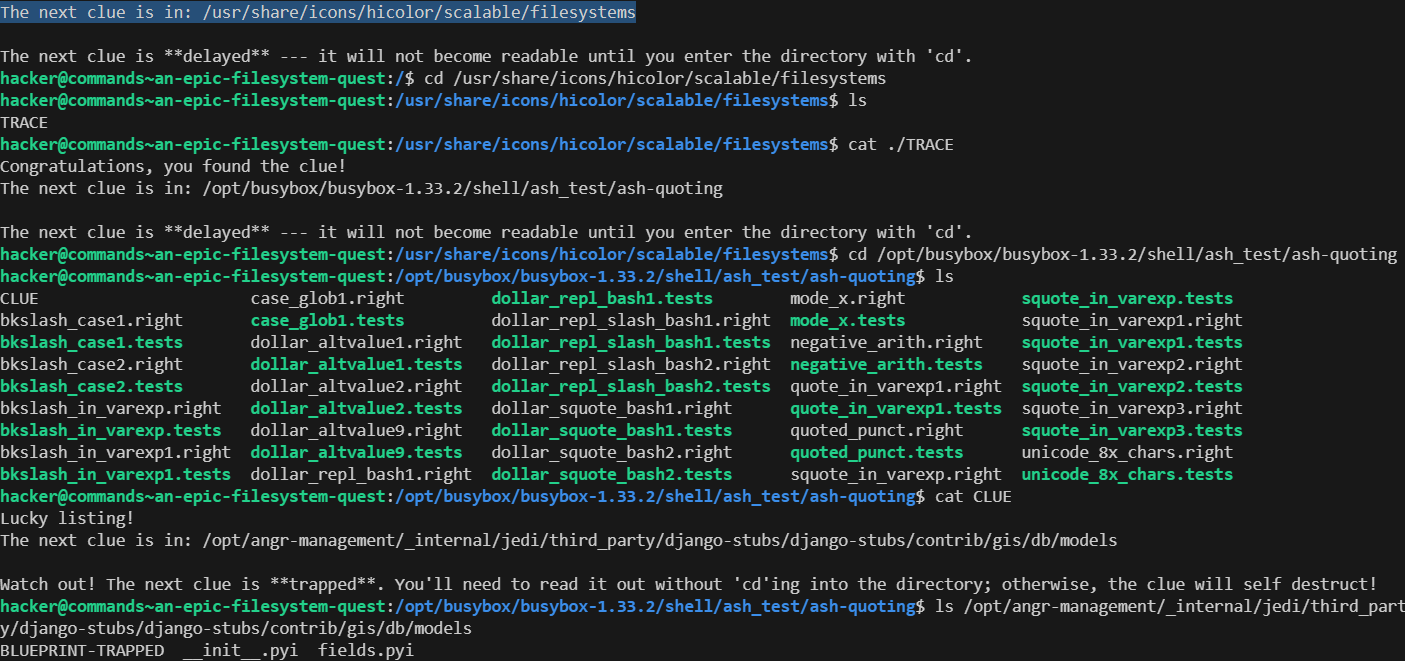 The next clue is in: /usr/share/icons/hicolor/scalable/filesystems

The next clue is **delayed** --- it will not become readable until you enter the directory with 'cd'.
hacker@commands~an-epic-filesystem-quest:/$ cd /usr/share/icons/hicolor/scalable/filesystems
hacker@commands~an-epic-filesystem-quest:/usr/share/icons/hicolor/scalable/filesystems$ ls
TRACE
hacker@commands~an-epic-filesystem-quest:/usr/share/icons/hicolor/scalable/filesystems$ cat ./TRACE
Congratulations, you found the clue!
The next clue is in: /opt/busybox/busybox-1.33.2/shell/ash_test/ash-quoting

The next clue is **delayed** --- it will not become readable until you enter the directory with 'cd'.
hacker@commands~an-epic-filesystem-quest:/usr/share/icons/hicolor/scalable/filesystems$ cd /opt/busybox/busybox-1.33.2/shell/ash_test/ash-quoting
hacker@commands~an-epic-filesystem-quest:/opt/busybox/busybox-1.33.2/shell/ash_test/ash-quoting$ ls
CLUE                      case_glob1.right         dollar_repl_bash1.tests        mode_x.right            squote_in_varexp.tests
bkslash_case1.right       case_glob1.tests         dollar_repl_slash_bash1.right  mode_x.tests            squote_in_varexp1.right
bkslash_case1.tests       dollar_altvalue1.right   dollar_repl_slash_bash1.tests  negative_arith.right    squote_in_varexp1.tests
bkslash_case2.right       dollar_altvalue1.tests   dollar_repl_slash_bash2.right  negative_arith.tests    squote_in_varexp2.right
bkslash_case2.tests       dollar_altvalue2.right   dollar_repl_slash_bash2.tests  quote_in_varexp1.right  squote_in_varexp2.tests
bkslash_in_varexp.right   dollar_altvalue2.tests   dollar_squote_bash1.right      quote_in_varexp1.tests  squote_in_varexp3.right
bkslash_in_varexp.tests   dollar_altvalue9.right   dollar_squote_bash1.tests      quoted_punct.right      squote_in_varexp3.tests
bkslash_in_varexp1.right  dollar_altvalue9.tests   dollar_squote_bash2.right      quoted_punct.tests      unicode_8x_chars.right
bkslash_in_varexp1.tests  dollar_repl_bash1.right  dollar_squote_bash2.tests      squote_in_varexp.right  unicode_8x_chars.tests
hacker@commands~an-epic-filesystem-quest:/opt/busybox/busybox-1.33.2/shell/ash_test/ash-quoting$ cat CLUE
Lucky listing!
The next clue is in: /opt/angr-management/_internal/jedi/third_party/django-stubs/django-stubs/contrib/gis/db/models

Watch out! The next clue is **trapped**. You'll need to read it out without 'cd'ing into the directory; otherwise, the clue will self destruct!
hacker@commands~an-epic-filesystem-quest:/opt/busybox/busybox-1.33.2/shell/ash_test/ash-quoting$ ls /opt/angr-management/_internal/jedi/third_part
y/django-stubs/django-stubs/contrib/gis/db/models
BLUEPRINT-TRAPPED  __init__.pyi  fields.pyi